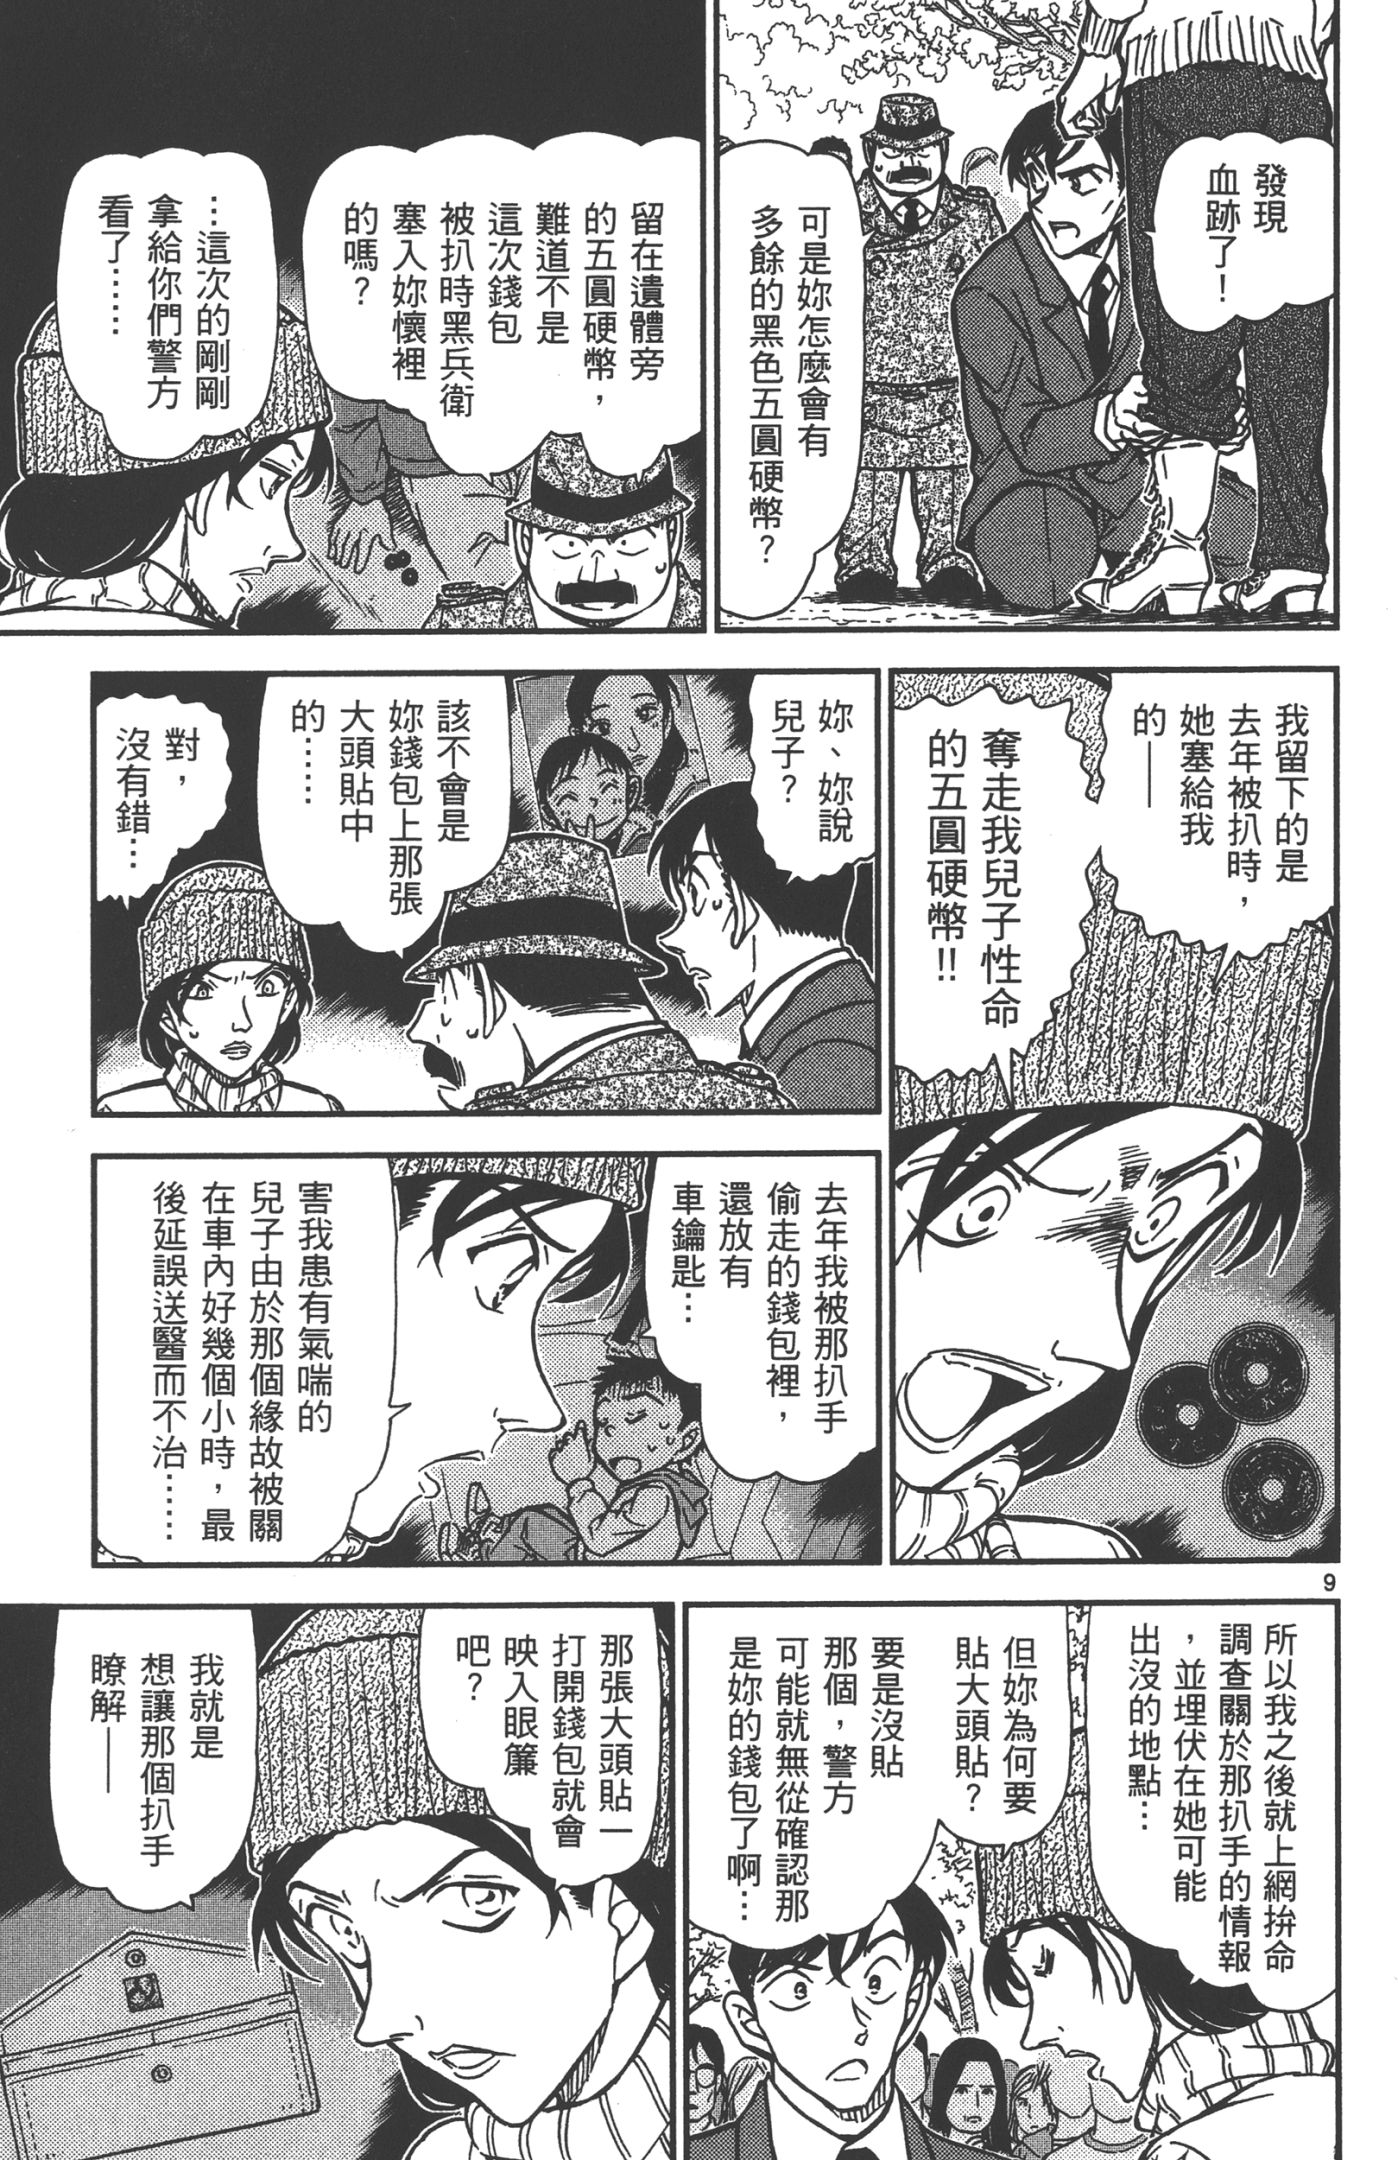 發現
血跡了！
可是妳怎麼會有
多餘的黑色五圓硬幣？
留在遺體旁
的五圓硬幣，
難道不是
這次錢包
被扒時黑兵衛
塞入妳懷裡
的嗎？
…這次的剛剛
拿給你們警方
看了……
我留下的是
去年被扒時，
她塞給我
的—
奪走我兒子性命
的五圓硬幣!!
妳、妳說
兒子？
該不會是
妳錢包上那張
大頭貼中
的……
對，
沒有錯…
去年我被那扒手
偷走的錢包裡，
還放有
車鑰匙…
害我患有氣喘的
兒子由於那個緣故被關
在車內好幾個小時，最
後延誤送醫而不治……
9
所以我之後就上網拚命
調查關於那扒手的情報
，並埋伏在她可能
出沒的地點…
但妳為何要
貼大頭貼？
要是沒貼
那個，警方
可能就無從確認那
是妳的錢包了啊…
那張大頭貼一
打開錢包就會
映入眼簾
吧？
我就是
想讓那個扒手
瞭解——